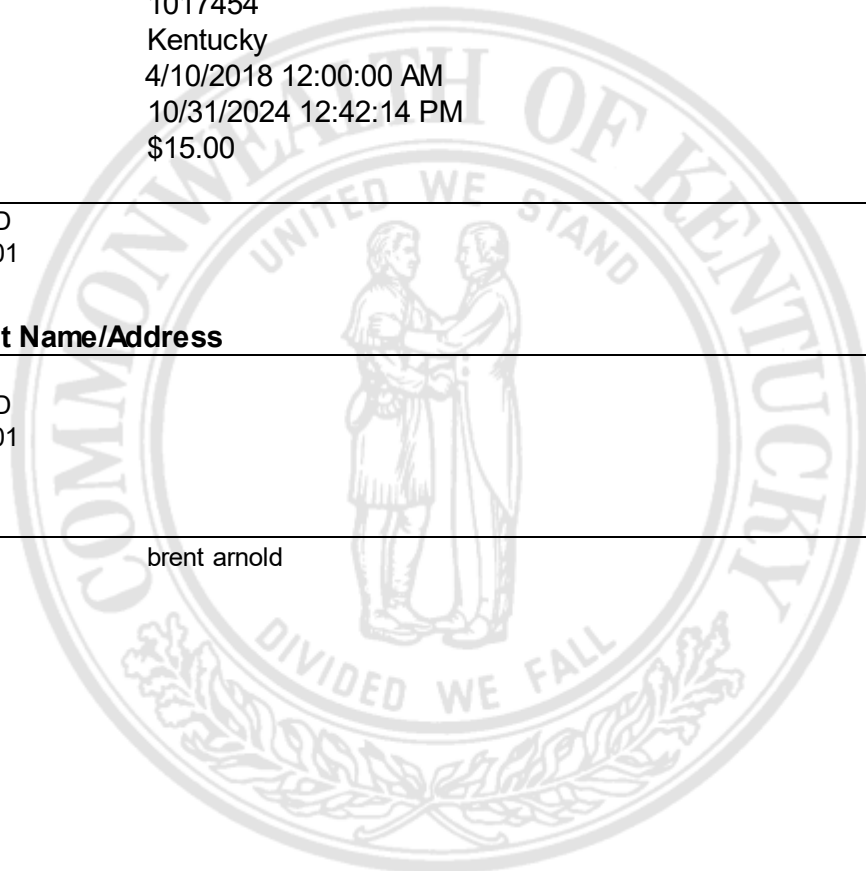 1017454
Kentucky
4/10/2018 12:00:00 AM
10/31/2024 12:42:14 PM
$15.00
D
01
t Name/Address
D
01
brent arnold
COMMONWEALTH OF KENTUCKY
UNITED WE STAND
DIVIDED WE FALL